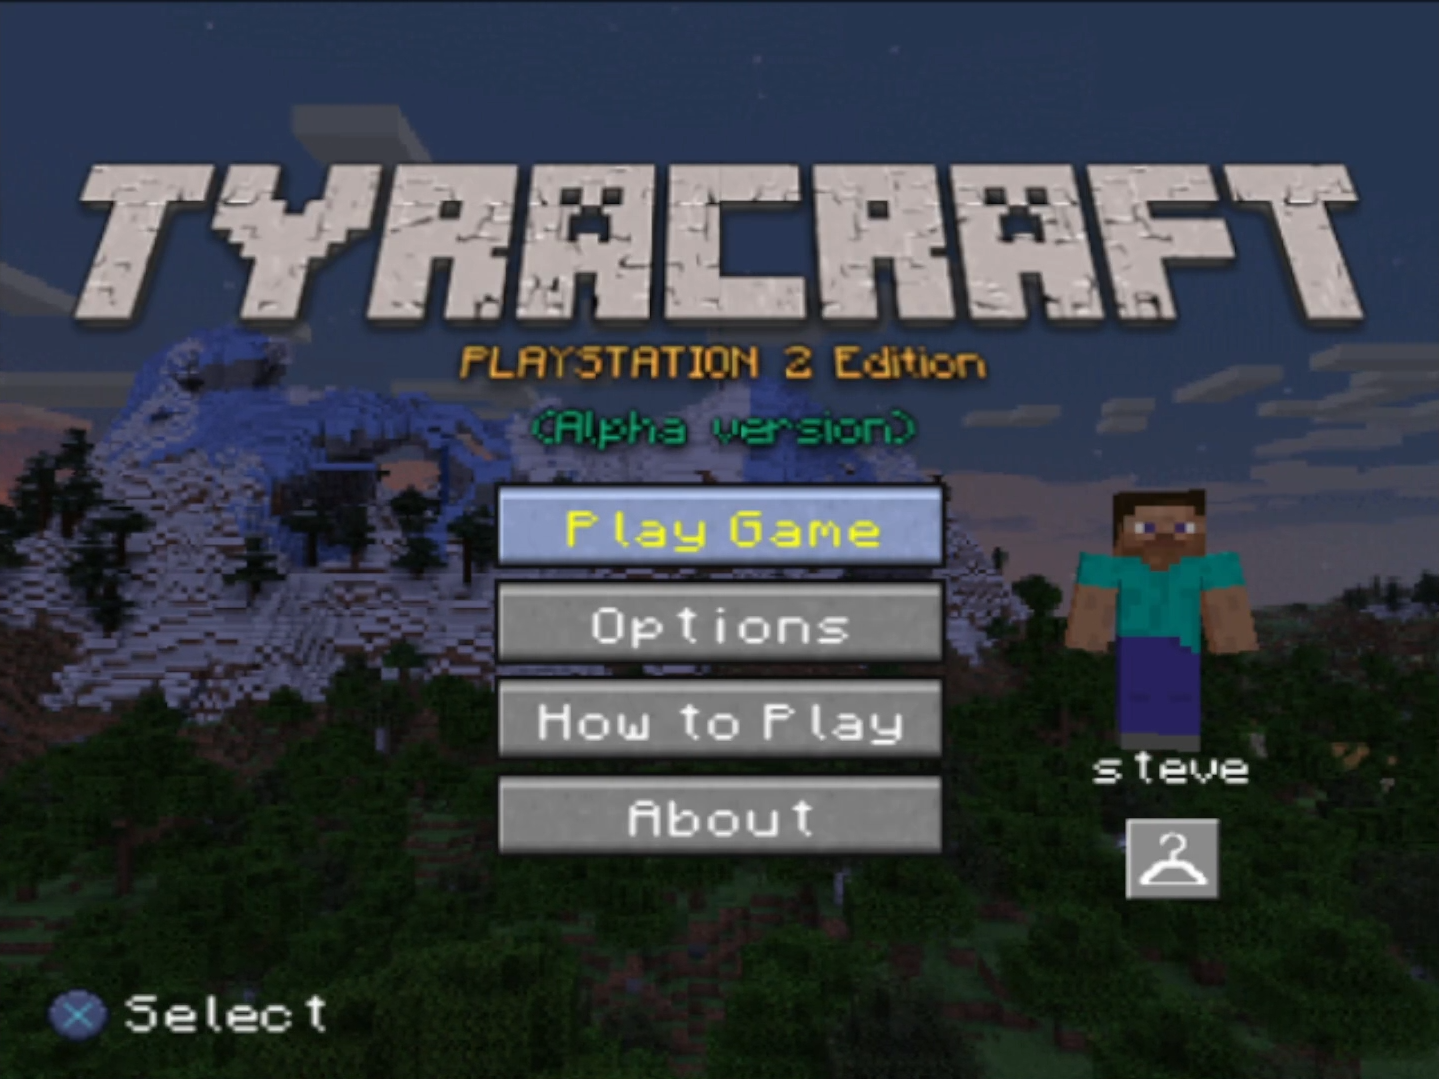 TYRACRAFT
PLAYSTATION 2 Edition
(Alpha version)
Play Game
Options
How to Play
About
steve
Select